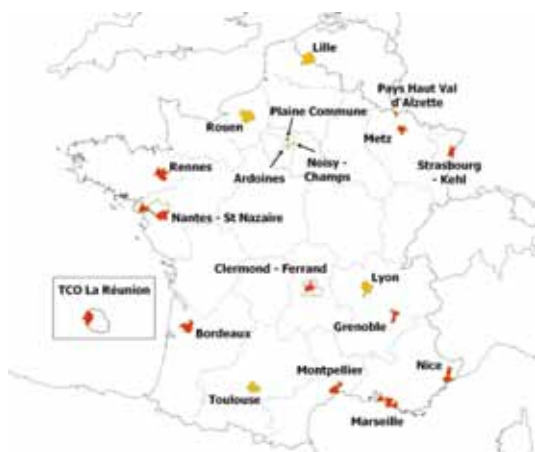 Lille
Pays Haut Val
d'Alzette
Plaine Commune
Rouen
Metz
Rennes
Ardoines
Noisy -
Champs
Strasbourg
- Kehl
Nantes - St Nazaire
Clermond - Ferrand
Lyon
TCO La Réunion
Grenoble
Bordeaux
Montpellier
Nice
Toulouse
Marseille